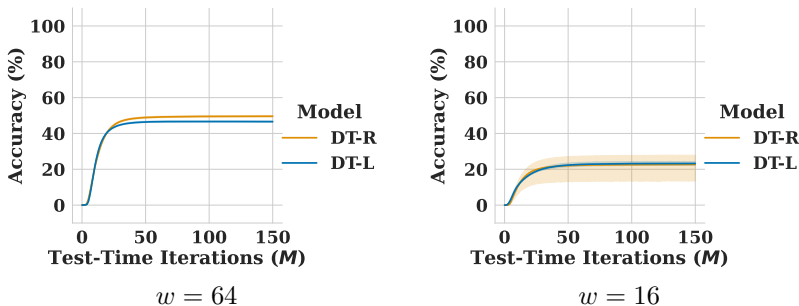 100
80
60
40
20
0
Accuracy (%)
0 50 100 150
Test-Time Iterations (M)
Model
DT-R
DT-L
w = 64
100
80
60
40
20
0
Accuracy (%)
0 50 100 150
Test-Time Iterations (M)
Model
DT-R
DT-L
w = 16